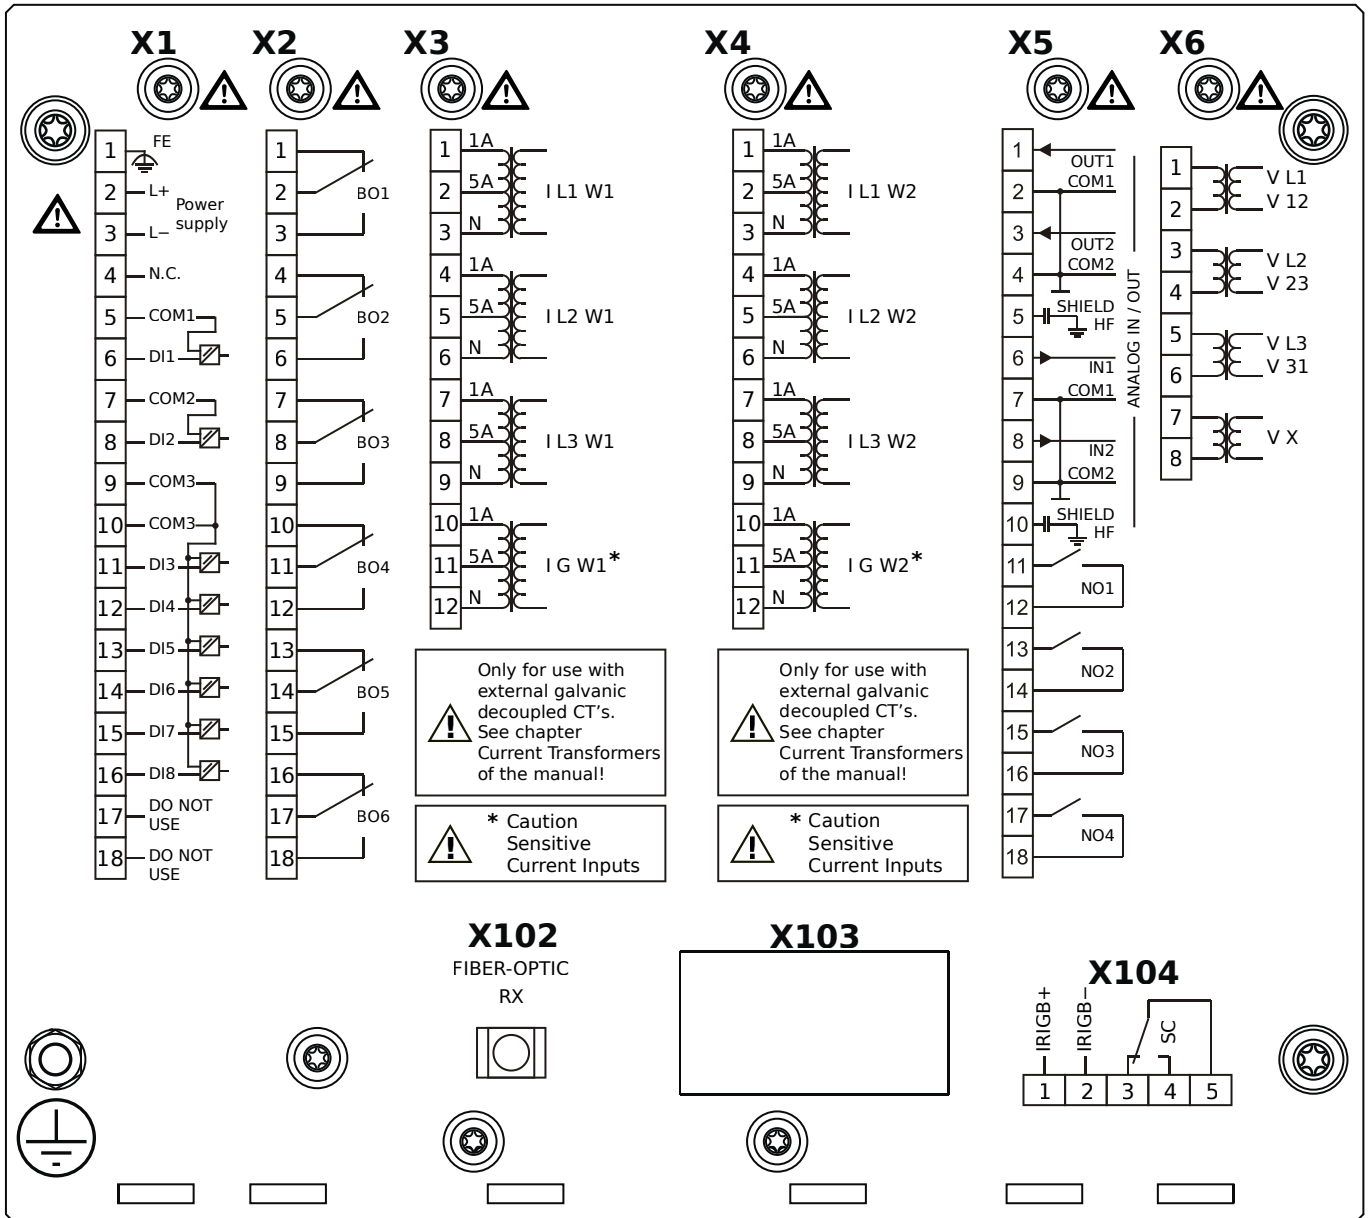 X1
X2
X3
X4
X5
X6
1
FE
2
L+
Power
supply
3
L−
4
N.C.
5
COM1
6
DI1
7
COM2
8
DI2
9
COM3
10
COM3
11
DI3
12
DI4
13
DI5
14
DI6
15
DI7
16
DI8
17
DO NOT
USE
18
DO NOT
USE
1
2
BO1
3
4
5
BO2
6
7
8
BO3
9
10
11
BO4
12
13
14
BO5
15
16
17
BO6
18
1
1A
2
5A
I L1 W1
3
N
4
1A
5
5A
I L2 W1
6
N
7
1A
8
5A
I L3 W1
9
N
10
1A
11
5A
I G W1*
12
N
Only for use with
external galvanic
decoupled CT's.
See chapter
Current Transformers
of the manual!
* Caution
Sensitive
Current Inputs
1
1A
2
5A
I L1 W2
3
N
4
1A
5
5A
I L2 W2
6
N
7
1A
8
5A
I L3 W2
9
N
10
1A
11
5A
I G W2*
12
N
Only for use with
external galvanic
decoupled CT's.
See chapter
Current Transformers
of the manual!
* Caution
Sensitive
Current Inputs
1
OUT1
2
COM1
3
OUT2
4
COM2
5
SHIELD
HF
6
IN1
7
COM1
8
IN2
9
COM2
10
SHIELD
HF
ANALOG IN / OUT
11
NO1
12
13
NO2
14
15
NO3
16
17
NO4
18
1
V L1
2
V 12
3
V L2
4
V 23
5
V L3
6
V 31
7
V X
8
X102
FIBER-OPTIC
RX
X103
X104
IRIGB+
IRIGB−
SC
1 2 3 4 5